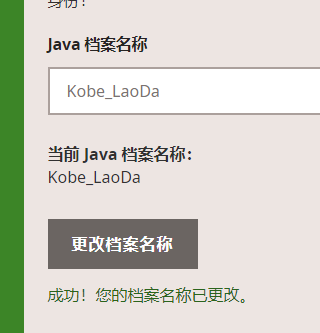 身份！
Java 档案名称
Kobe_LaoDa
当前 Java 档案名称：
Kobe_LaoDa
更改档案名称
成功！您的档案名称已更改。